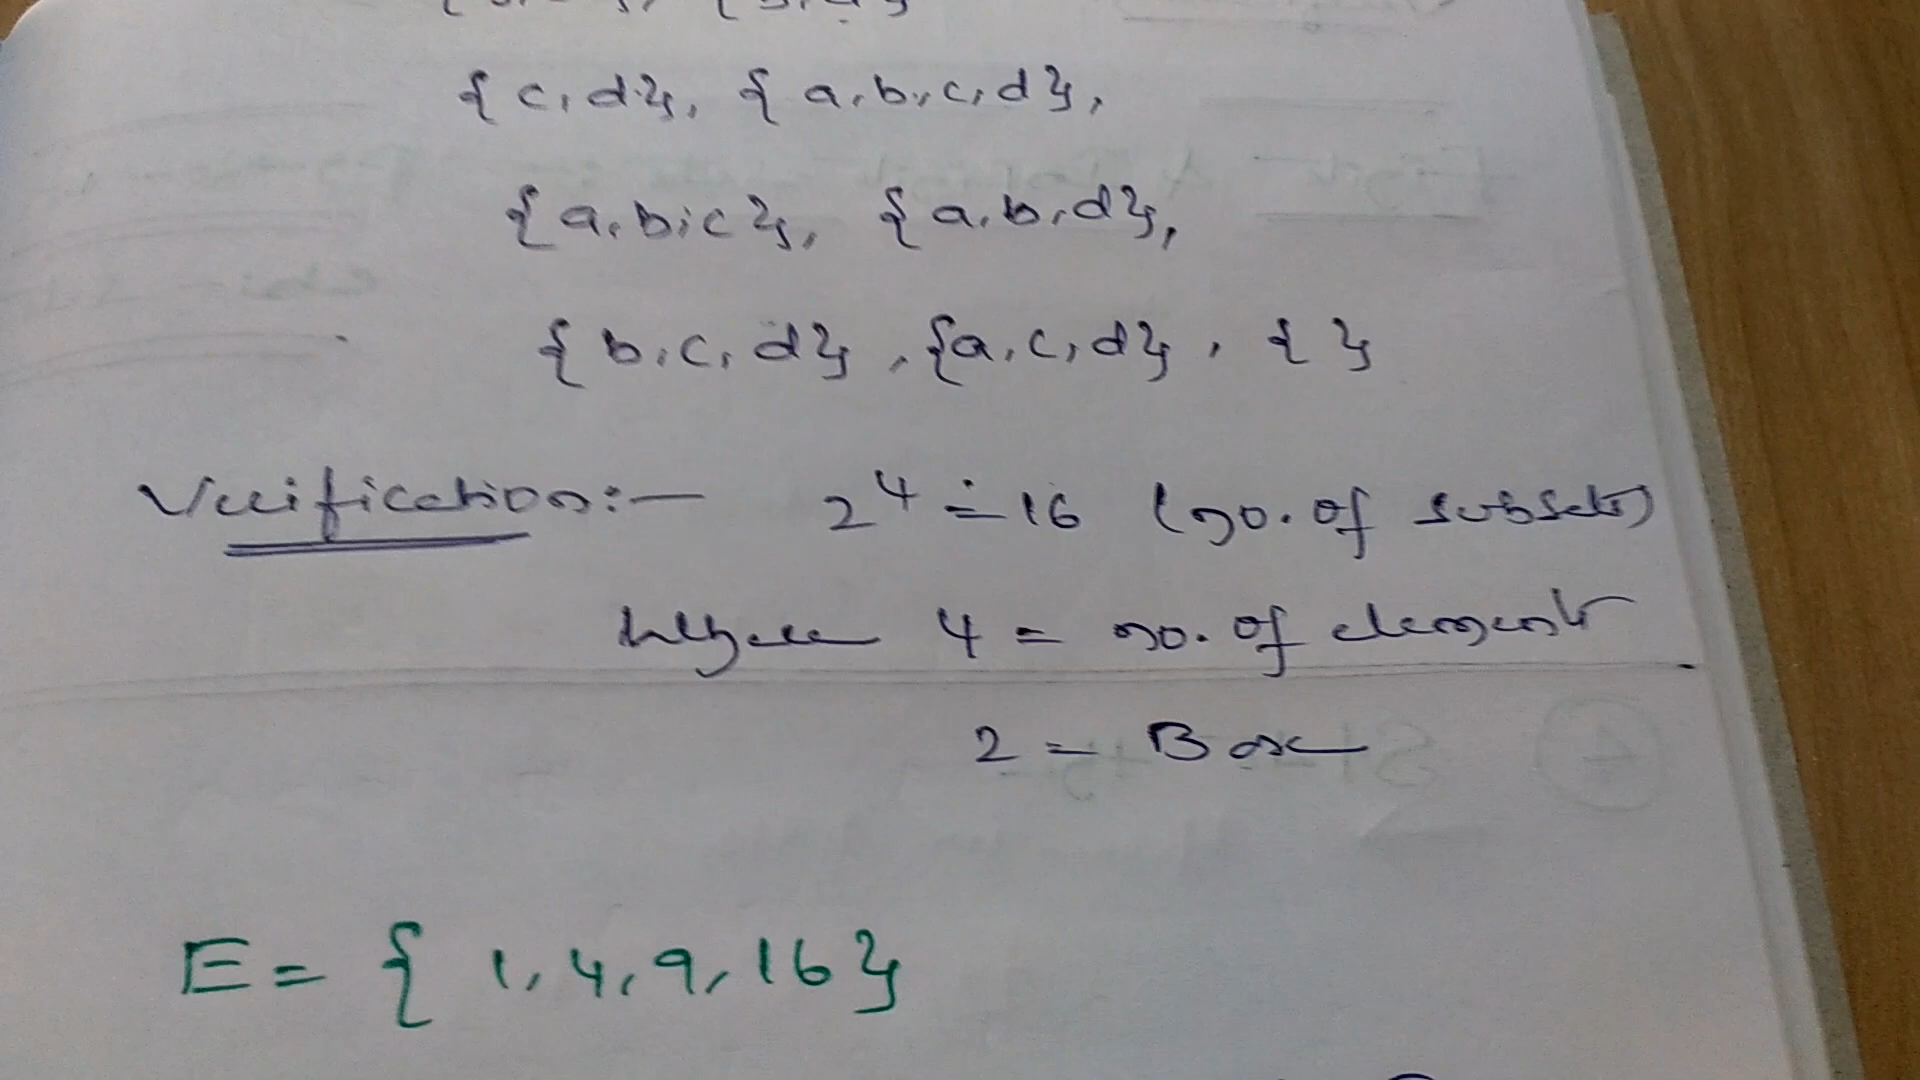 {c, d}, {a, b, c, d},
{a, b, c}, {a, b, d},
{b, c, d}, {a, c, d}, { }
Verification:- 2⁴ = 16 (no. of subsets)
where 4 = no. of elements
2 = Base
E = { 1, 4, 9, 16}